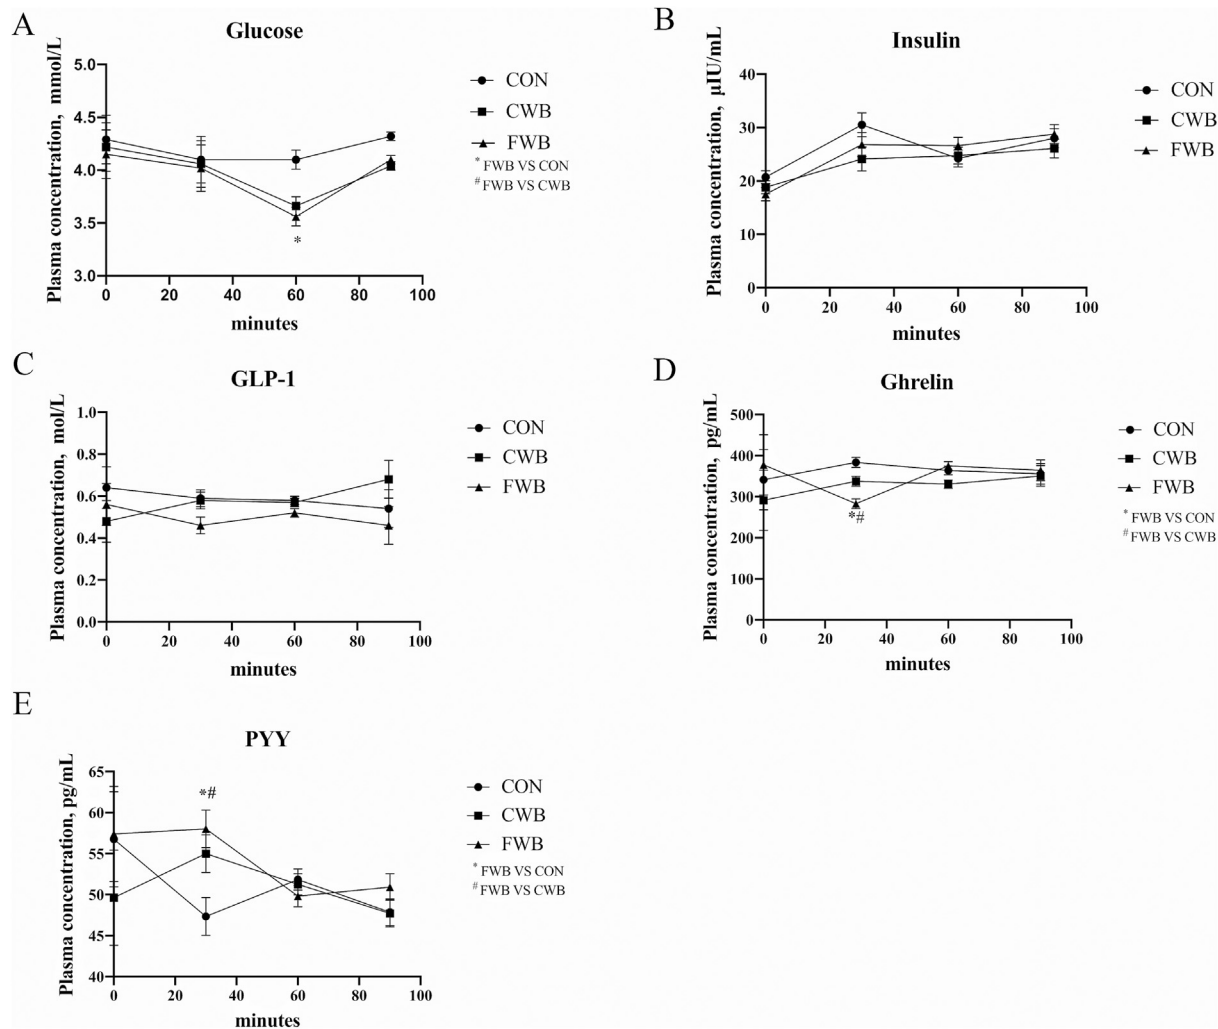 A
Glucose
Plasma concentration, mmol/L
5.0
4.5
4.0
3.5
3.0
0 20 40 60 80 100
minutes
*
CON
CWB
FWB
* FWB VS CON
# FWB VS CWB
B
Insulin
Plasma concentration, μIU/mL
40
30
20
10
0
0 20 40 60 80 100
minutes
CON
CWB
FWB
C
GLP-1
Plasma concentration, mol/L
1.0
0.8
0.6
0.4
0.2
0.0
0 20 40 60 80 100
minutes
CON
CWB
FWB
D
Ghrelin
Plasma concentration, pg/mL
500
400
300
200
100
0
0 20 40 60 80 100
minutes
*#
CON
CWB
FWB
* FWB VS CON
# FWB VS CWB
E
PYY
Plasma concentration, pg/mL
65
60
55
50
45
40
0 20 40 60 80 100
minutes
*#
CON
CWB
FWB
* FWB VS CON
# FWB VS CWB